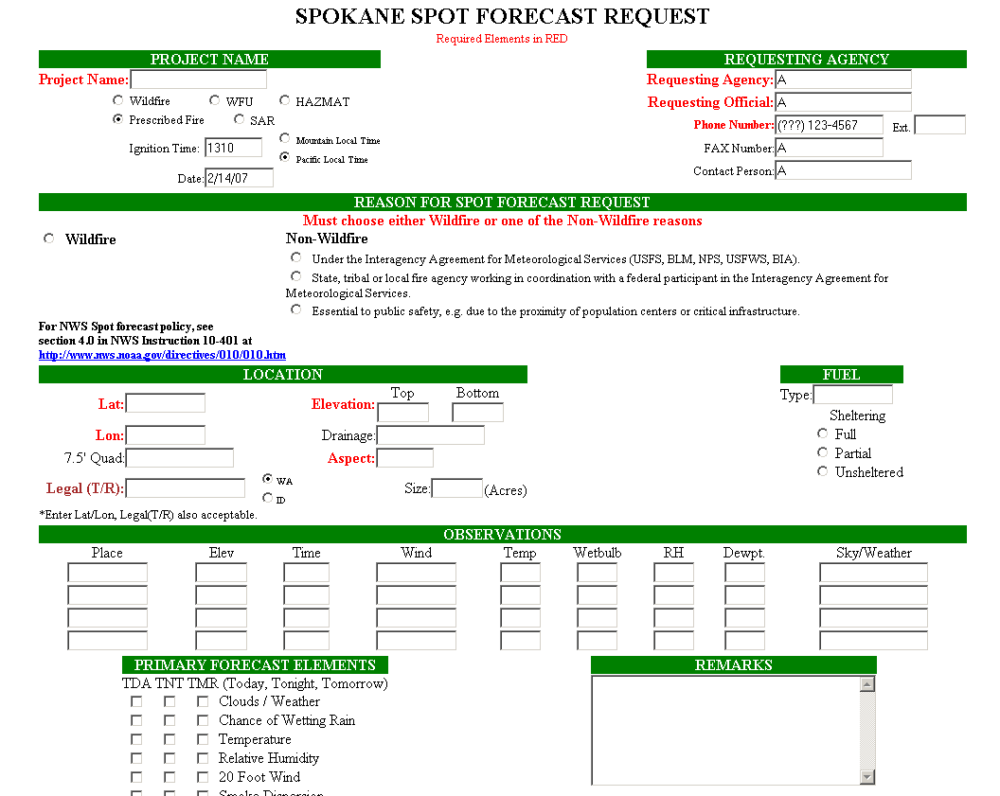 SPOKANE SPOT FORECAST REQUEST
Required Elements in RED
PROJECT NAME
Project Name:
Wildfire WFU HAZMAT
Prescribed Fire SAR
Ignition Time: 1310 Mountain Local Time
Pacific Local Time
Date: 2/14/07
REQUESTING AGENCY
Requesting Agency: A
Requesting Official: A
Phone Number: (???) 123-4567 Ext.
FAX Number: A
Contact Person: A
REASON FOR SPOT FORECAST REQUEST
Must choose either Wildfire or one of the Non-Wildfire reasons
Wildfire
Non-Wildfire
Under the Interagency Agreement for Meteorological Services (USFS, BLM, NPS, USFWS, BIA).
State, tribal or local fire agency working in coordination with a federal participant in the Interagency Agreement for
Meteorological Services.
Essential to public safety, e.g. due to the proximity of population centers or critical infrastructure.
For NWS Spot forecast policy, see
section 4.0 in NWS Instruction 10-401 at
http://www.nws.noaa.gov/directives/010/010.htm
LOCATION
Top Bottom
Lat: Elevation:
Lon: Drainage:
7.5' Quad: Aspect:
Legal (T/R): WA Size: (Acres)
ID
*Enter Lat/Lon, Legal(T/R) also acceptable.
FUEL
Type:
Sheltering
Full
Partial
Unsheltered
OBSERVATIONS
Place Elev Time Wind Temp Wetbulb RH Dewpt. Sky/Weather
PRIMARY FORECAST ELEMENTS
TDA TNT TMR (Today, Tonight, Tomorrow)
Clouds / Weather
Chance of Wetting Rain
Temperature
Relative Humidity
20 Foot Wind
Smoke Dispersion
REMARKS